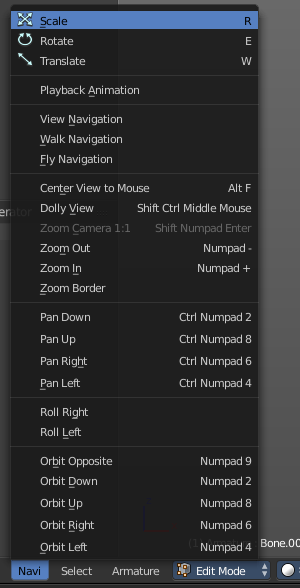 Scale R
Rotate E
Translate W
Playback Animation
View Navigation
Walk Navigation
Fly Navigation
Center View to Mouse Alt F
Dolly View Shift Ctrl Middle Mouse
Zoom Camera 1:1 Shift Numpad Enter
Zoom Out Numpad -
Zoom In Numpad +
Zoom Border
Pan Down Ctrl Numpad 2
Pan Up Ctrl Numpad 8
Pan Right Ctrl Numpad 6
Pan Left Ctrl Numpad 4
Roll Right
Roll Left
Orbit Opposite Numpad 9
Orbit Down Numpad 2
Orbit Up Numpad 8
Orbit Right Numpad 6
Orbit Left Numpad 4
Bone.00
Navi Select Armature Edit Mode